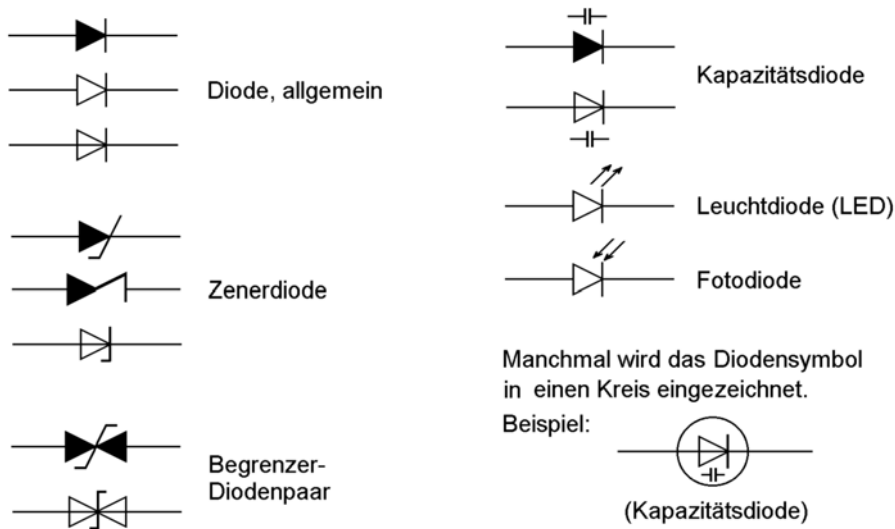 Diode, allgemein
Zenerdiode
Begrenzer-
Diodenpaar
Kapazitätsdiode
Leuchtdiode (LED)
Fotodiode
Manchmal wird das Diodensymbol
in einen Kreis eingezeichnet.
Beispiel:
(Kapazitätsdiode)